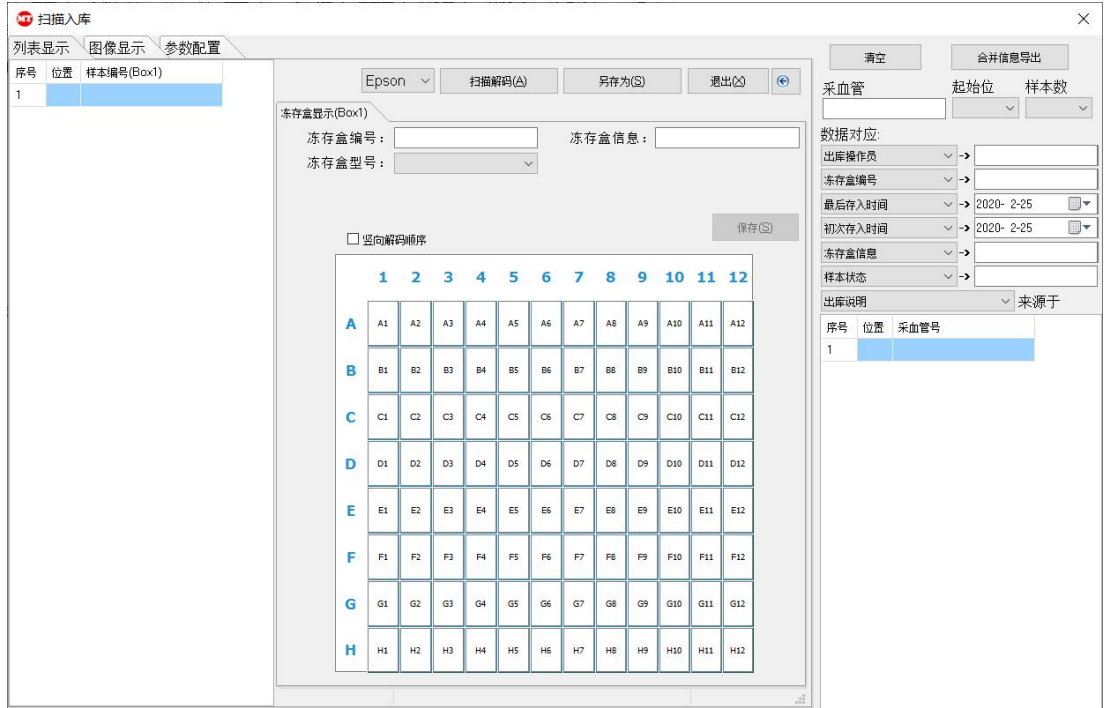 MT 扫描入库
列表显示 图像显示 参数配置
序号 位置 样本编号(Box1)
1
Epson 扫描解码(A) 另存为(S) 退出(X)
冻存盒显示(Box1)
冻存盒编号： 冻存盒信息：
冻存盒型号：
保存(S)
竖向解码顺序
1 2 3 4 5 6 7 8 9 10 11 12
A A1 A2 A3 A4 A5 A6 A7 A8 A9 A10 A11 A12
B B1 B2 B3 B4 B5 B6 B7 B8 B9 B10 B11 B12
C C1 C2 C3 C4 C5 C6 C7 C8 C9 C10 C11 C12
D D1 D2 D3 D4 D5 D6 D7 D8 D9 D10 D11 D12
E E1 E2 E3 E4 E5 E6 E7 E8 E9 E10 E11 E12
F F1 F2 F3 F4 F5 F6 F7 F8 F9 F10 F11 F12
G G1 G2 G3 G4 G5 G6 G7 G8 G9 G10 G11 G12
H H1 H2 H3 H4 H5 H6 H7 H8 H9 H10 H11 H12
清空 合并信息导出
采血管 起始位 样本数
数据对应:
出库操作员 ->
冻存盒编号 ->
最后存入时间 -> 2020- 2-25
初次存入时间 -> 2020- 2-25
冻存盒信息 ->
样本状态 ->
出库说明 来源于
序号 位置 采血管号
1